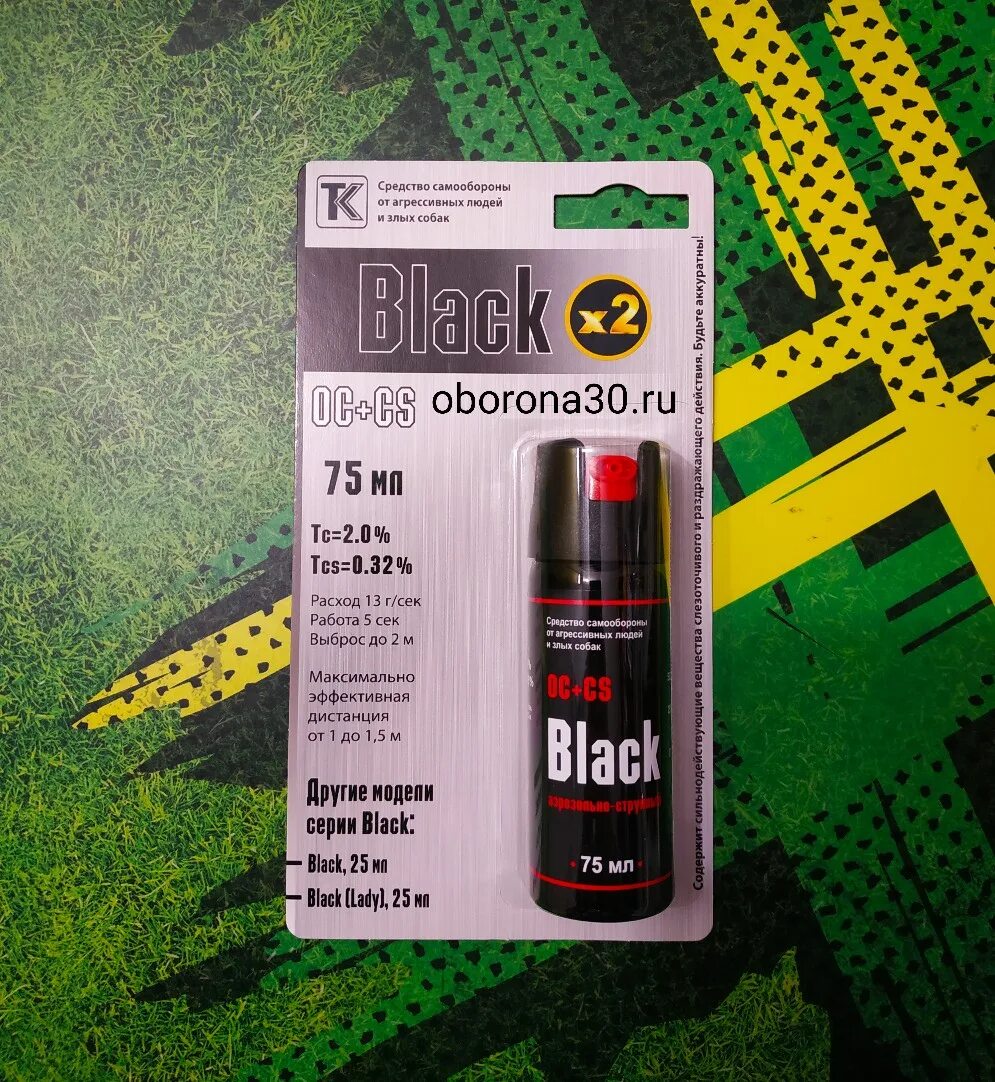 ТК
Средство самообороны
от агрессивных людей
и злых собак
Black x2
OC+CS
oborona30.ru
75 мл
Tc=2.0%
Tcs=0.32%
Расход 13 г/сек
Работа 5 сек
Выброс до 2 м
Максимально
эффективная
дистанция
от 1 до 1,5 м
Другие модели
серии Black:
Black, 25 мл
Black (Lady), 25 мл
Средство самообороны
от агрессивных людей
и злых собак
OC+CS
Black
аэрозольно-струйный
• 75 мл •
Содержит сильнодействующие вещества слезоточивого и раздражающего действия. Будьте аккуратны!